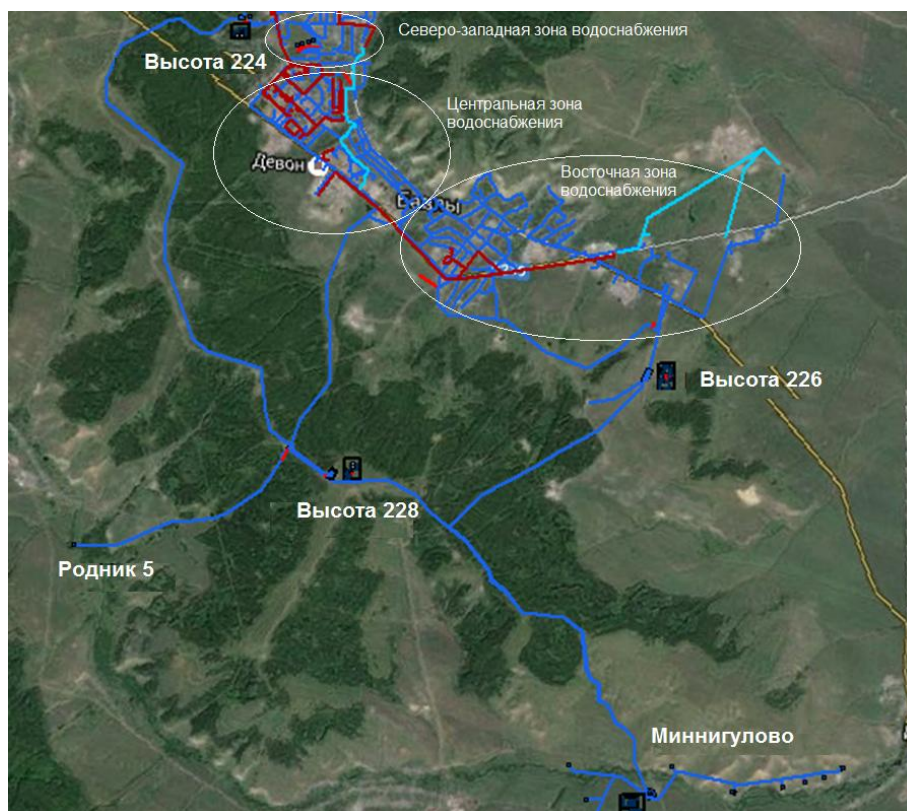 Северо-западная зона водоснабжения
Высота 224
Центральная зона
водоснабжения
Девон
Восточная зона
водоснабжения
Бавлы
Высота 226
Высота 228
Родник 5
Миннигулово